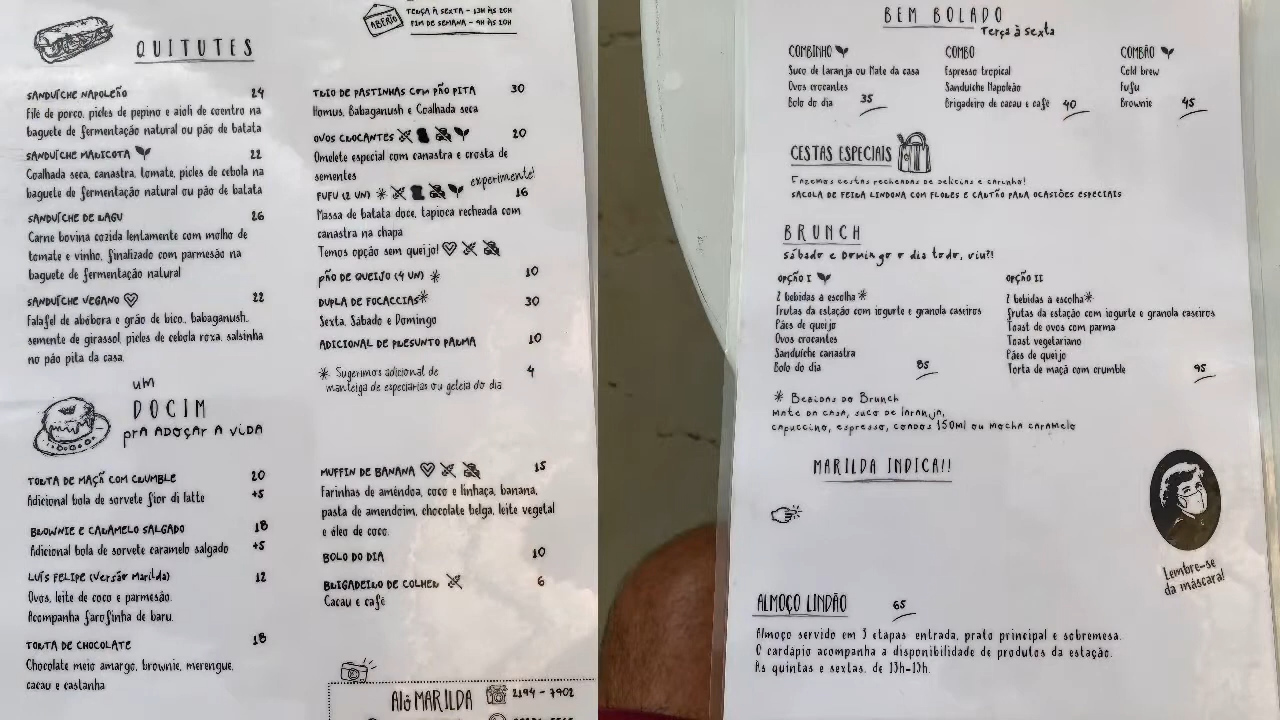 QUITUTES
SANDUÍCHE NAPOLEÃO 24
Filé de porco, picles de pepino e aioli de coentro na
baguete de fermentação natural ou pão de batata
SANDUÍCHE MARICOTA 22
Coalhada seca, canastra, tomate, picles de cebola na
baguete de fermentação natural ou pão de batata
SANDUÍCHE DE RAGU 26
Carne bovina cozida lentamente com molho de
tomate e vinho, finalizado com parmesão na
baguete de fermentação natural
SANDUÍCHE VEGANO 22
Falafel de abóbora e grão de bico, babaganush,
semente de girassol, picles de cebola roxa, salsinha
no pão pita da casa.
um
DOCIM
pRA ADOÇAR A VIDA
TORTA DE MAÇÃ COM CRUMBLE 20
Adicional bola de sorvete fior di latte +5
BROWNIE E CARAMELO SALGADO 18
Adicional bola de sorvete caramelo salgado +5
LUÍS FELIPE (Versão Marilda) 12
Ovos, leite de coco e parmesão.
Acompanha farofinha de baru.
TORTA DE CHOCOLATE 18
Chocolate meio amargo, brownie, merengue,
cacau e castanha
ABERTO
TERÇA À SEXTA - 13H ÀS 20H
FIM DE SEMANA - 9H ÀS 20H
TRIO DE PASTINHAS COM PÃO PITA 30
Homus, Babaganush e Coalhada seca
OVOS CROCANTES 20
Omelete especial com canastra e crosta de
sementes
experimente!
FUFU (2 UN) * 16
Massa de batata doce, tapioca recheada com
canastra na chapa
Temos opção sem queijo!
PÃO DE QUEIJO (4 UN) * 10
DUPLA DE FOCACCIAS* 30
Sexta, Sábado e Domingo
ADICIONAL DE PRESUNTO PARMA 10
* Sugerimos adicional de 4
manteiga de especiarias ou geleia do dia
MUFFIN DE BANANA 15
Farinhas de amêndoa, coco e linhaça, banana,
pasta de amendoim, chocolate belga, leite vegetal
e óleo de coco.
BOLO DO DIA 10
BRIGADEIRO DE COLHER 6
Cacau e café
Alô MARILDA 2194 - 7902
BEM BOLADO
Terça à sexta
COMBINHO
Suco de laranja ou Mate da casa
Ovos crocantes
Bolo do dia 35
COMBO
Espresso tropical
Sanduíche Napoleão
Brigadeiro de cacau e café 40
COMBÃO
Cold brew
Fufu
Brownie 45
CESTAS ESPECIAIS
Fazemos cestas recheadas de delícias e carinho!
SACOLA DE FEIRA LINDONA COM FLORES E CARTÃO PARA OCASIÕES ESPECIAIS
BRUNCH
Sábado e Domingo o dia todo, viu?!
OPÇÃO I
2 bebidas à escolha*
Frutas da estação com iogurte e granola caseiros
Pães de queijo
Ovos crocantes
Sanduíche canastra
Bolo do dia 85
OPÇÃO II
2 bebidas à escolha*
Frutas da estação com iogurte e granola caseiros
Toast de ovos com parma
Toast vegetariano
Pães de queijo
Torta de maçã com crumble 95
* Bebidas do Brunch
Mate da casa, suco de laranja,
capuccino, espresso, coados 150ml ou mocha caramelo
MARILDA INDICA!!
Lembre-se
da máscara!
ALMOÇO LINDÃO 65
Almoço servido em 3 etapas entrada, prato principal e sobremesa.
O cardápio acompanha a disponibilidade de produtos da estação.
Às quintas e sextas, de 13h-17h.